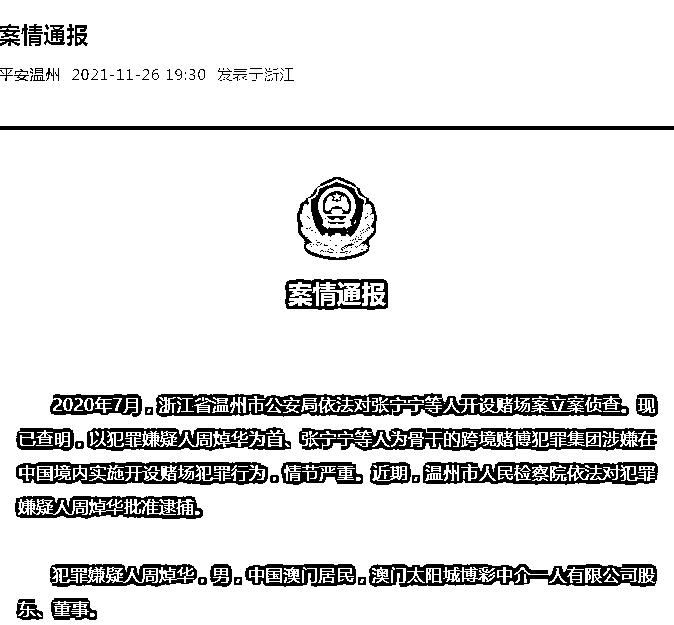 案情通报
平安温州 2021-11-26 19:30 发表于浙江
案情通报
2020年7月，浙江省温州市公安局依法对张宁宁等人开设赌场案立案侦查。现
已查明，以犯罪嫌疑人周焯华为首、张宁宁等人为骨干的跨境赌博犯罪集团涉嫌在
中国境内实施开设赌场犯罪行为，情节严重。近期，温州市人民检察院依法对犯罪
嫌疑人周焯华批准逮捕。
犯罪嫌疑人周焯华，男，中国澳门居民，澳门太阳城博彩中介一人有限公司股
东、董事。